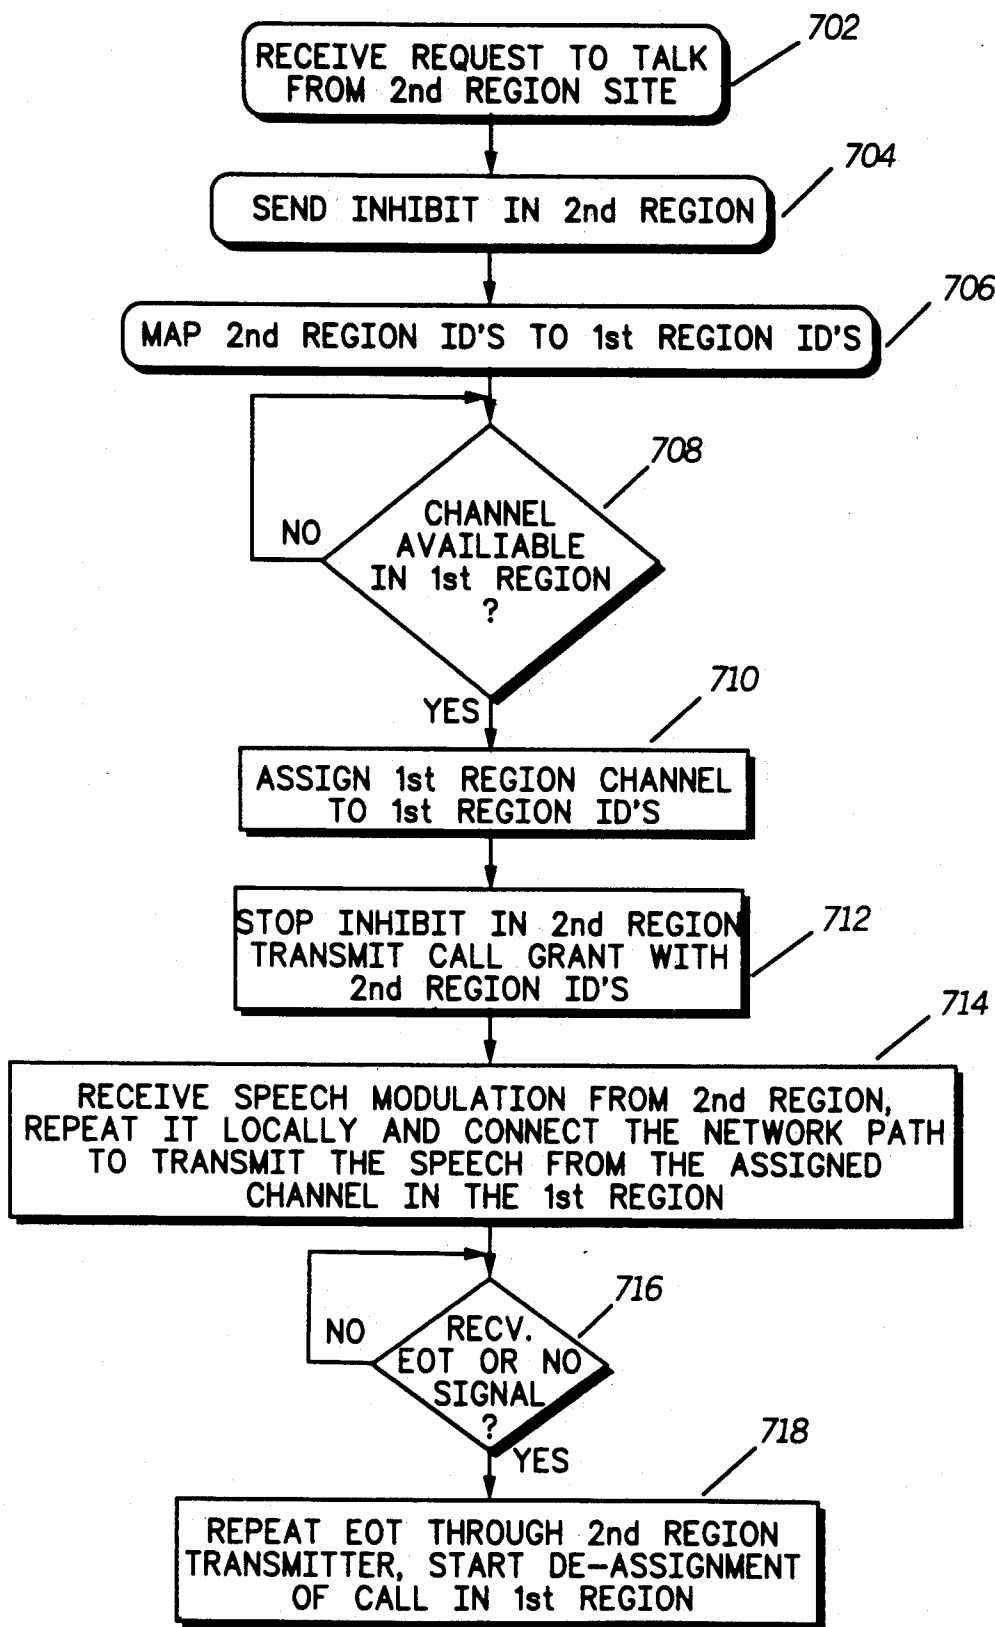 702
RECEIVE REQUEST TO TALK
FROM 2nd REGION SITE
704
SEND INHIBIT IN 2nd REGION
706
MAP 2nd REGION ID'S TO 1st REGION ID'S
708
CHANNEL
AVAILIABLE
IN 1st REGION
?
NO
YES
710
ASSIGN 1st REGION CHANNEL
TO 1st REGION ID'S
712
STOP INHIBIT IN 2nd REGION
TRANSMIT CALL GRANT WITH
2nd REGION ID'S
714
RECEIVE SPEECH MODULATION FROM 2nd REGION,
REPEAT IT LOCALLY AND CONNECT THE NETWORK PATH
TO TRANSMIT THE SPEECH FROM THE ASSIGNED
CHANNEL IN THE 1st REGION
716
RECV.
EOT OR NO
SIGNAL
?
NO
YES
718
REPEAT EOT THROUGH 2nd REGION
TRANSMITTER, START DE-ASSIGNMENT
OF CALL IN 1st REGION